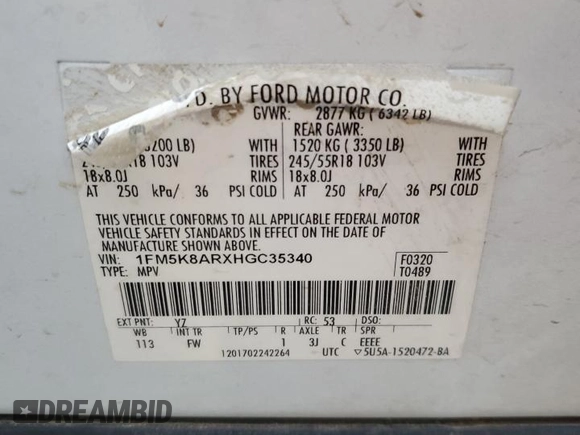 D. BY FORD MOTOR CO.
GVWR: 2877 KG ( 6342 LB)
200 LB) WITH
18 103V TIRES
18x8.0J RIMS
AT 250 kPa/ 36 PSI COLD
REAR GAWR:
1520 KG ( 3350 LB) WITH
245/55R18 103V TIRES
18x8.0J RIMS
AT 250 kPa/ 36 PSI COLD
THIS VEHICLE CONFORMS TO ALL APPLICABLE FEDERAL MOTOR
VEHICLE SAFETY STANDARDS IN EFFECT ON THE DATE OF
MANUFACTURE SHOWN ABOVE.
VIN: 1FM5K8ARXHGC35340
TYPE: MPV
F0320
T0489
EXT PNT: YZ RC: 53 DSO:
WB INT TR TP/PS R AXLE TR SPR
113 FW 1 3J C EEEE
1201702242264 UTC ▽5U5A-1520472-BA
DREAMBID